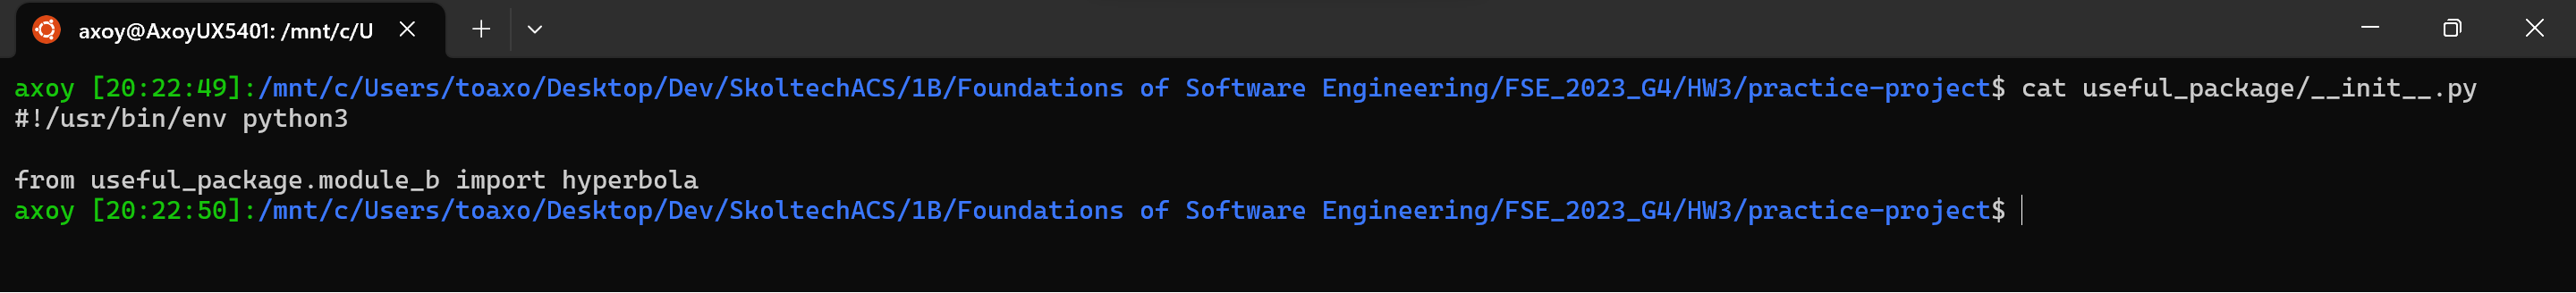 axoy@AxoyUX5401: /mnt/c/U
axoy [20:22:49]:/mnt/c/Users/toaxo/Desktop/Dev/SkoltechACS/1B/Foundations of Software Engineering/FSE_2023_G4/HW3/practice-project$ cat useful_package/__init__.py
#!/usr/bin/env python3
from useful_package.module_b import hyperbola
axoy [20:22:50]:/mnt/c/Users/toaxo/Desktop/Dev/SkoltechACS/1B/Foundations of Software Engineering/FSE_2023_G4/HW3/practice-project$